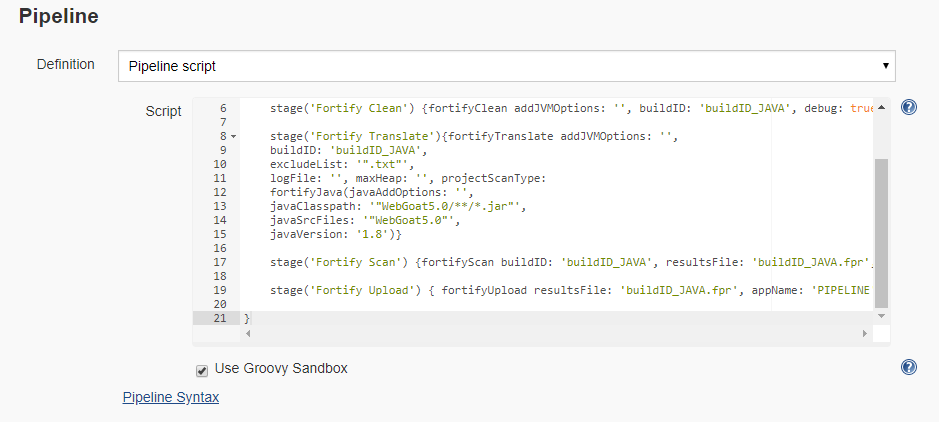 Pipeline
Definition
Pipeline script
Script
6 stage('Fortify Clean') {fortifyClean addJVMOptions: '', buildID: 'buildID_JAVA', debug: true
7
8 stage('Fortify Translate'){fortifyTranslate addJVMOptions: '',
9 buildID: 'buildID_JAVA',
10 excludeList: '".txt"',
11 logFile: '', maxHeap: '', projectScanType:
12 fortifyJava(javaAddOptions: '',
13 javaClasspath: '"WebGoat5.0/**/*.jar"',
14 javaSrcFiles: '"WebGoat5.0"',
15 javaVersion: '1.8')}
16
17 stage('Fortify Scan') {fortifyScan buildID: 'buildID_JAVA', resultsFile: 'buildID_JAVA.fpr',
18
19 stage('Fortify Upload') { fortifyUpload resultsFile: 'buildID_JAVA.fpr', appName: 'PIPELINE
20
21 }
Use Groovy Sandbox
Pipeline Syntax